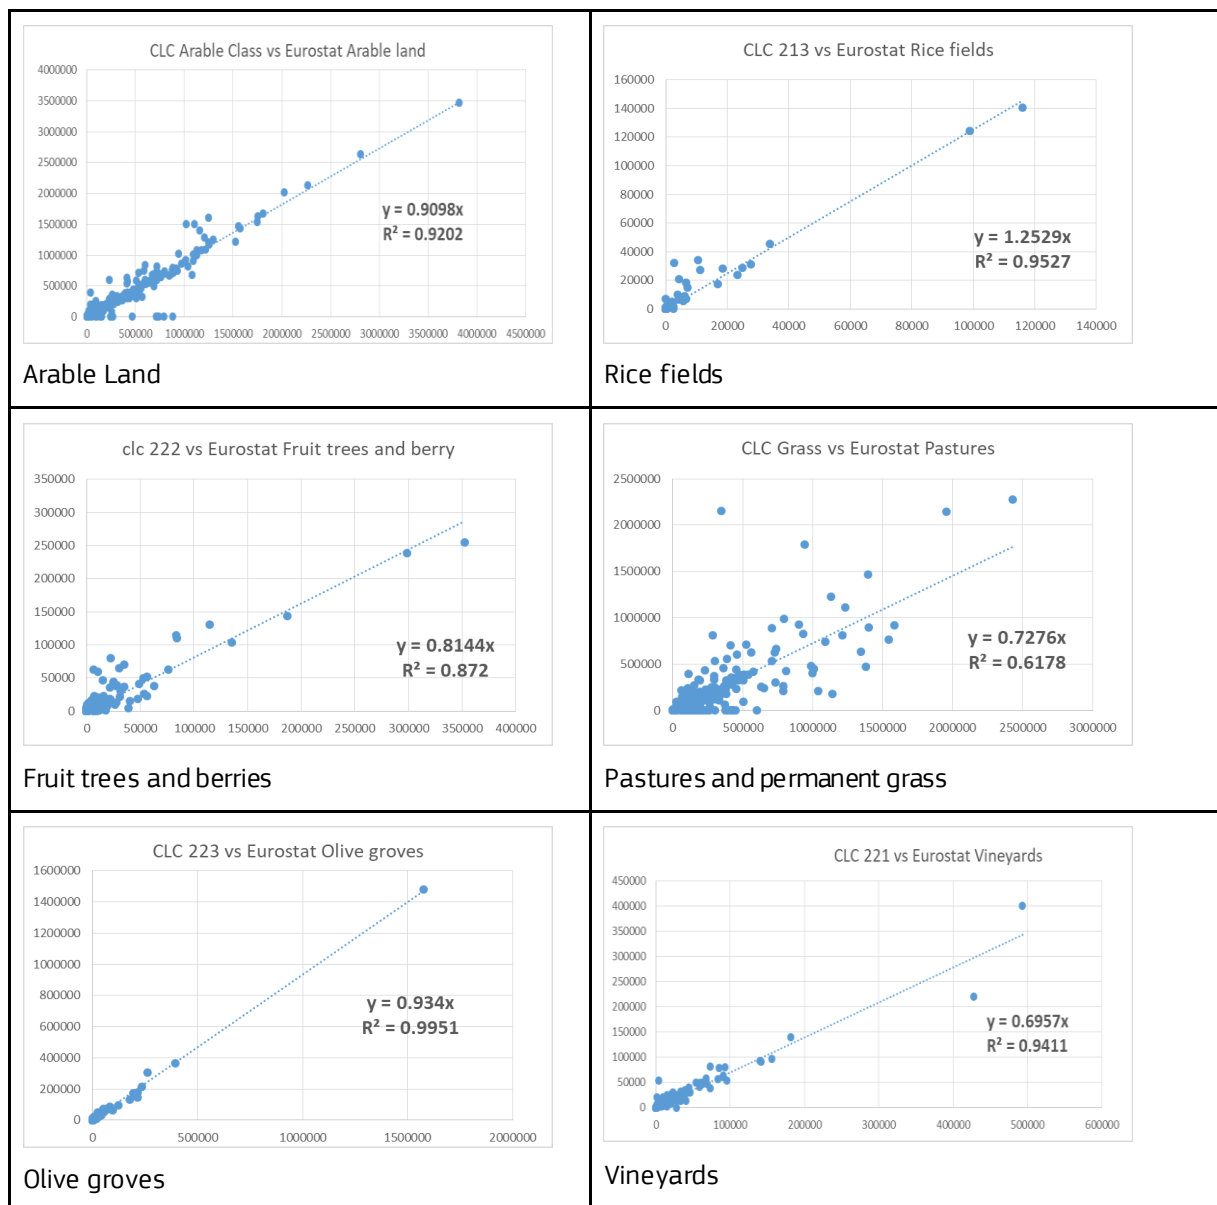 CLC Arable Class vs Eurostat Arable land
4000000
3500000
3000000
2500000
2000000
1500000
1000000
500000
0
y = 0.9098x
R² = 0.9202
0 500000 1000000 1500000 2000000 2500000 3000000 3500000 4000000 4500000
Arable Land
CLC 213 vs Eurostat Rice fields
160000
140000
120000
100000
80000
60000
40000
20000
0
y = 1.2529x
R² = 0.9527
0 20000 40000 60000 80000 100000 120000 140000
Rice fields
clc 222 vs Eurostat Fruit trees and berry
350000
300000
250000
200000
150000
100000
50000
0
y = 0.8144x
R² = 0.872
0 50000 100000 150000 200000 250000 300000 350000 400000
Fruit trees and berries
CLC Grass vs Eurostat Pastures
2500000
2000000
1500000
1000000
500000
0
y = 0.7276x
R² = 0.6178
0 500000 1000000 1500000 2000000 2500000 3000000
Pastures and permanent grass
CLC 223 vs Eurostat Olive groves
1600000
1400000
1200000
1000000
800000
600000
400000
200000
0
y = 0.934x
R² = 0.9951
0 500000 1000000 1500000 2000000
Olive groves
CLC 221 vs Eurostat Vineyards
450000
400000
350000
300000
250000
200000
150000
100000
50000
0
y = 0.6957x
R² = 0.9411
0 100000 200000 300000 400000 500000 600000
Vineyards